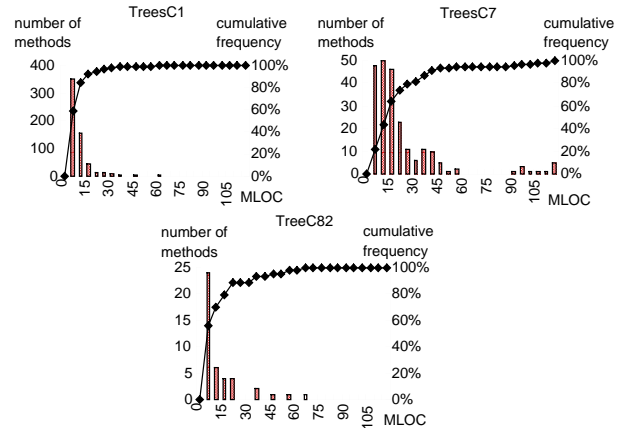 TreesC1
number of methods
cumulative frequency
400
300
200
100
0
100%
80%
60%
40%
20%
0%
0 15 30 45 60 75 90 105
MLOC
TreesC7
number of methods
cumulative frequency
50
40
30
20
10
0
100%
80%
60%
40%
20%
0%
0 15 30 45 60 75 90 105
MLOC
TreeC82
number of methods
cumulative frequency
25
20
15
10
5
0
100%
80%
60%
40%
20%
0%
0 15 30 45 60 75 90 105
MLOC